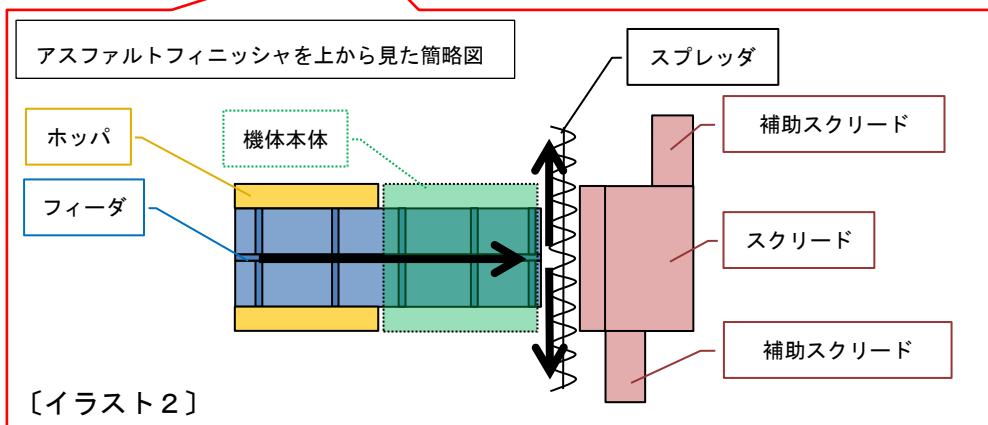 アスファルトフィニッシャを上から見た簡略図
スプレッダ
補助スクリード
ホッパ
機体本体
フィーダ
スクリード
補助スクリード
〔イラスト２〕